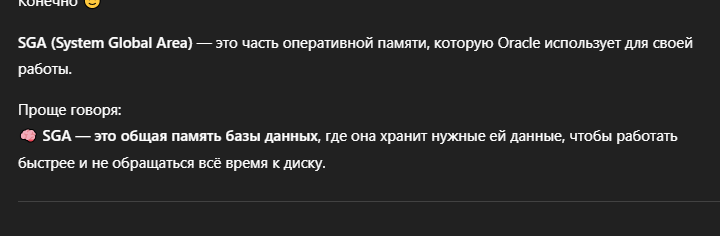 Конечно 😊
SGA (System Global Area) — это часть оперативной памяти, которую Oracle использует для своей
работы.
Проще говоря:
🧠 SGA — это общая память базы данных, где она хранит нужные ей данные, чтобы работать
быстрее и не обращаться всё время к диску.